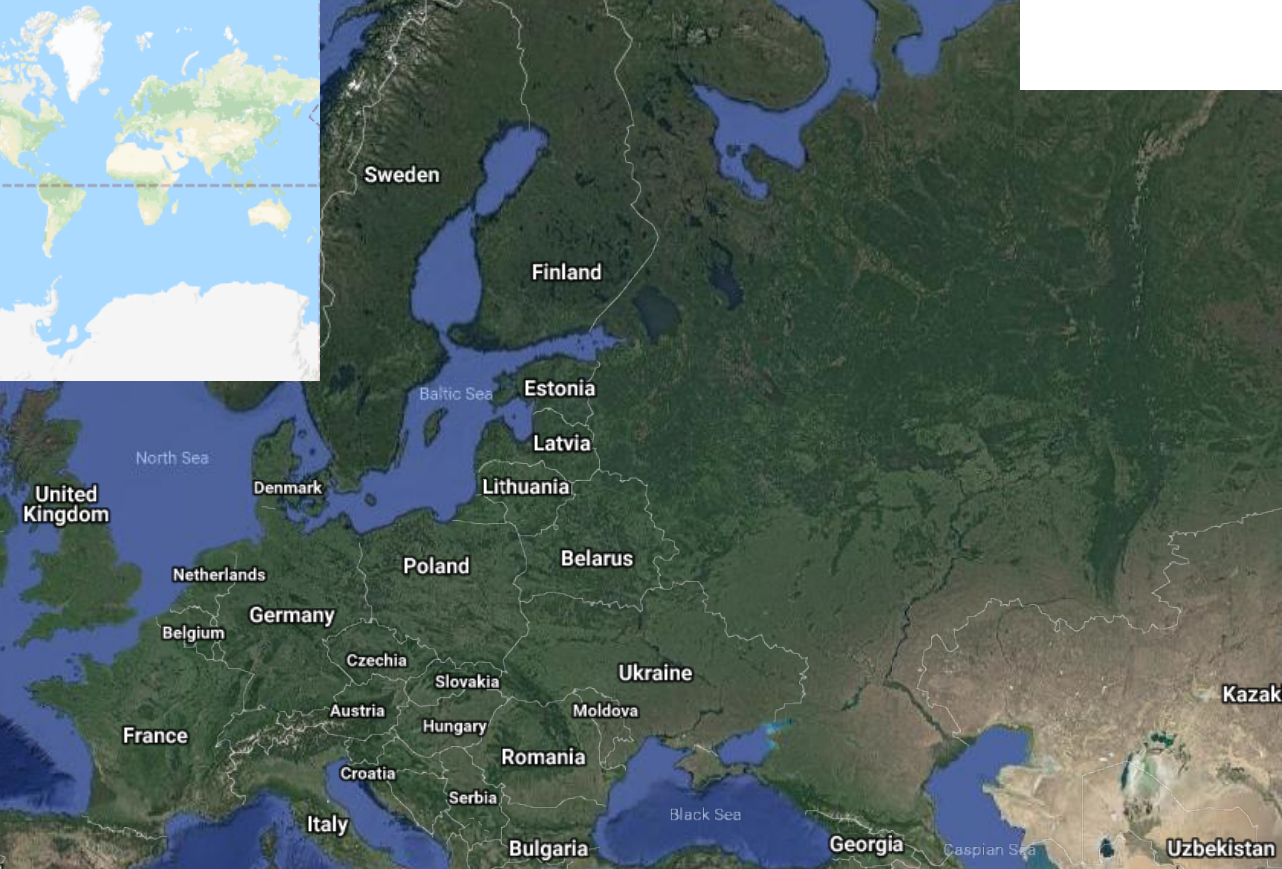 Sweden
Finland
Baltic Sea
Estonia
North Sea
Latvia
United
Kingdom
Denmark
Lithuania
Netherlands
Poland
Belarus
Germany
Belgium
Czechia
Slovakia
Ukraine
Kazak
Austria
Moldova
France
Hungary
Romania
Croatia
Serbia
Italy
Black Sea
Bulgaria
Georgia
Caspian Sea
Uzbekistan